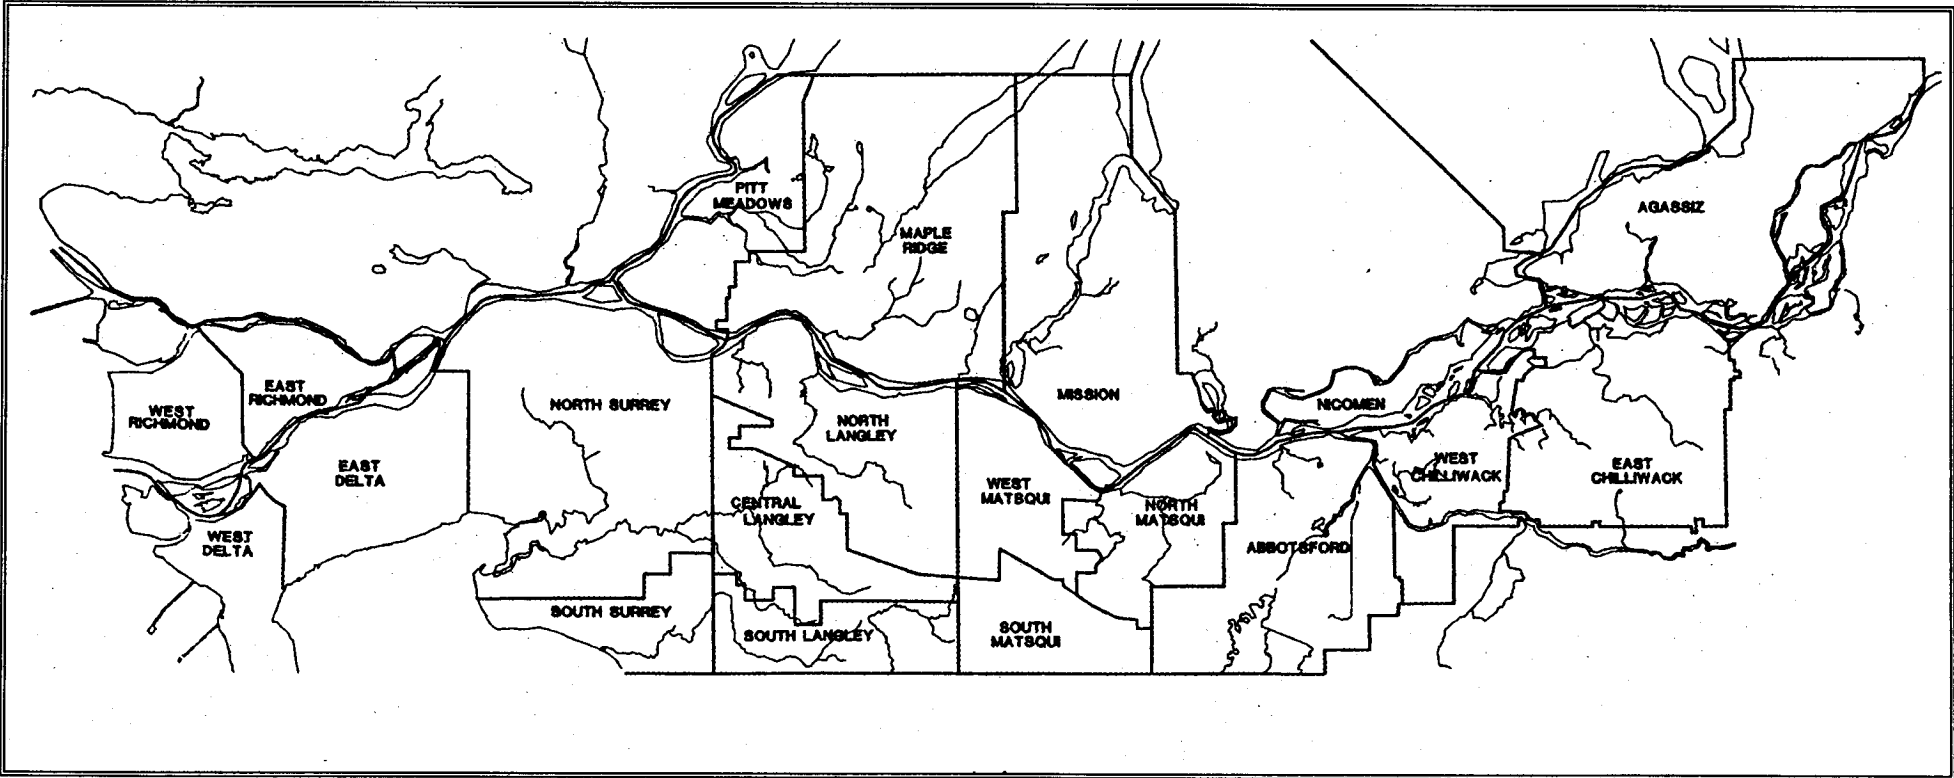 PITT
MEADOWS
MAPLE
RIDGE
AGASSIZ
EAST
RICHMOND
WEST
RICHMOND
NORTH SURREY
MISSION
NICOMEN
NORTH
LANGLEY
EAST
DELTA
WEST
CHILLIWACK
EAST
CHILLIWACK
WEST
MATSQUI
CENTRAL
LANGLEY
NORTH
MATSQUI
WEST
DELTA
ABBOTSFORD
SOUTH SURREY
SOUTH LANGLEY
SOUTH
MATSQUI